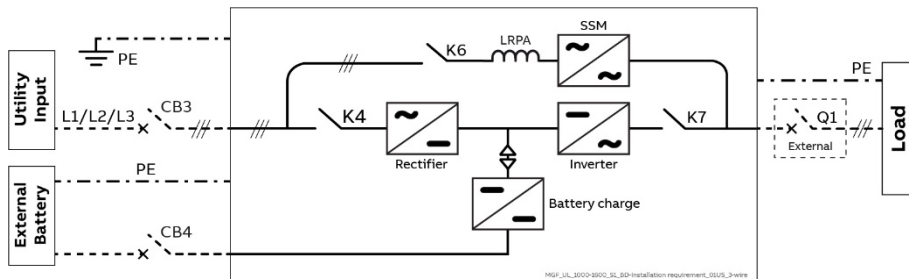 SSM
K6
LRPA
PE
PE
Utility
Input
L1/L2/L3
CB3
K4
K7
Q1
External
Load
Rectifier
Inverter
PE
External
Battery
Battery charge
CB4
MGF_UL_1000-1600_S1_SD-Installation requirement_01US_3-wire